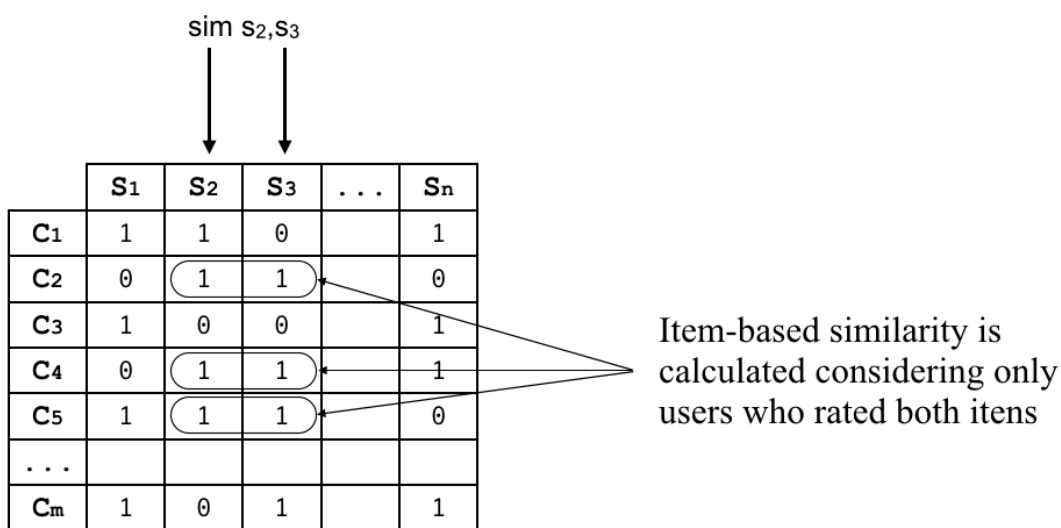 sim s₂,s₃
S₁ S₂ S₃ ... Sₙ
C₁ 1 1 0 1
C₂ 0 1 1 0
C₃ 1 0 0 1
C₄ 0 1 1 1
C₅ 1 1 1 0
...
Cₘ 1 0 1 1
Item-based similarity is
calculated considering only
users who rated both itens